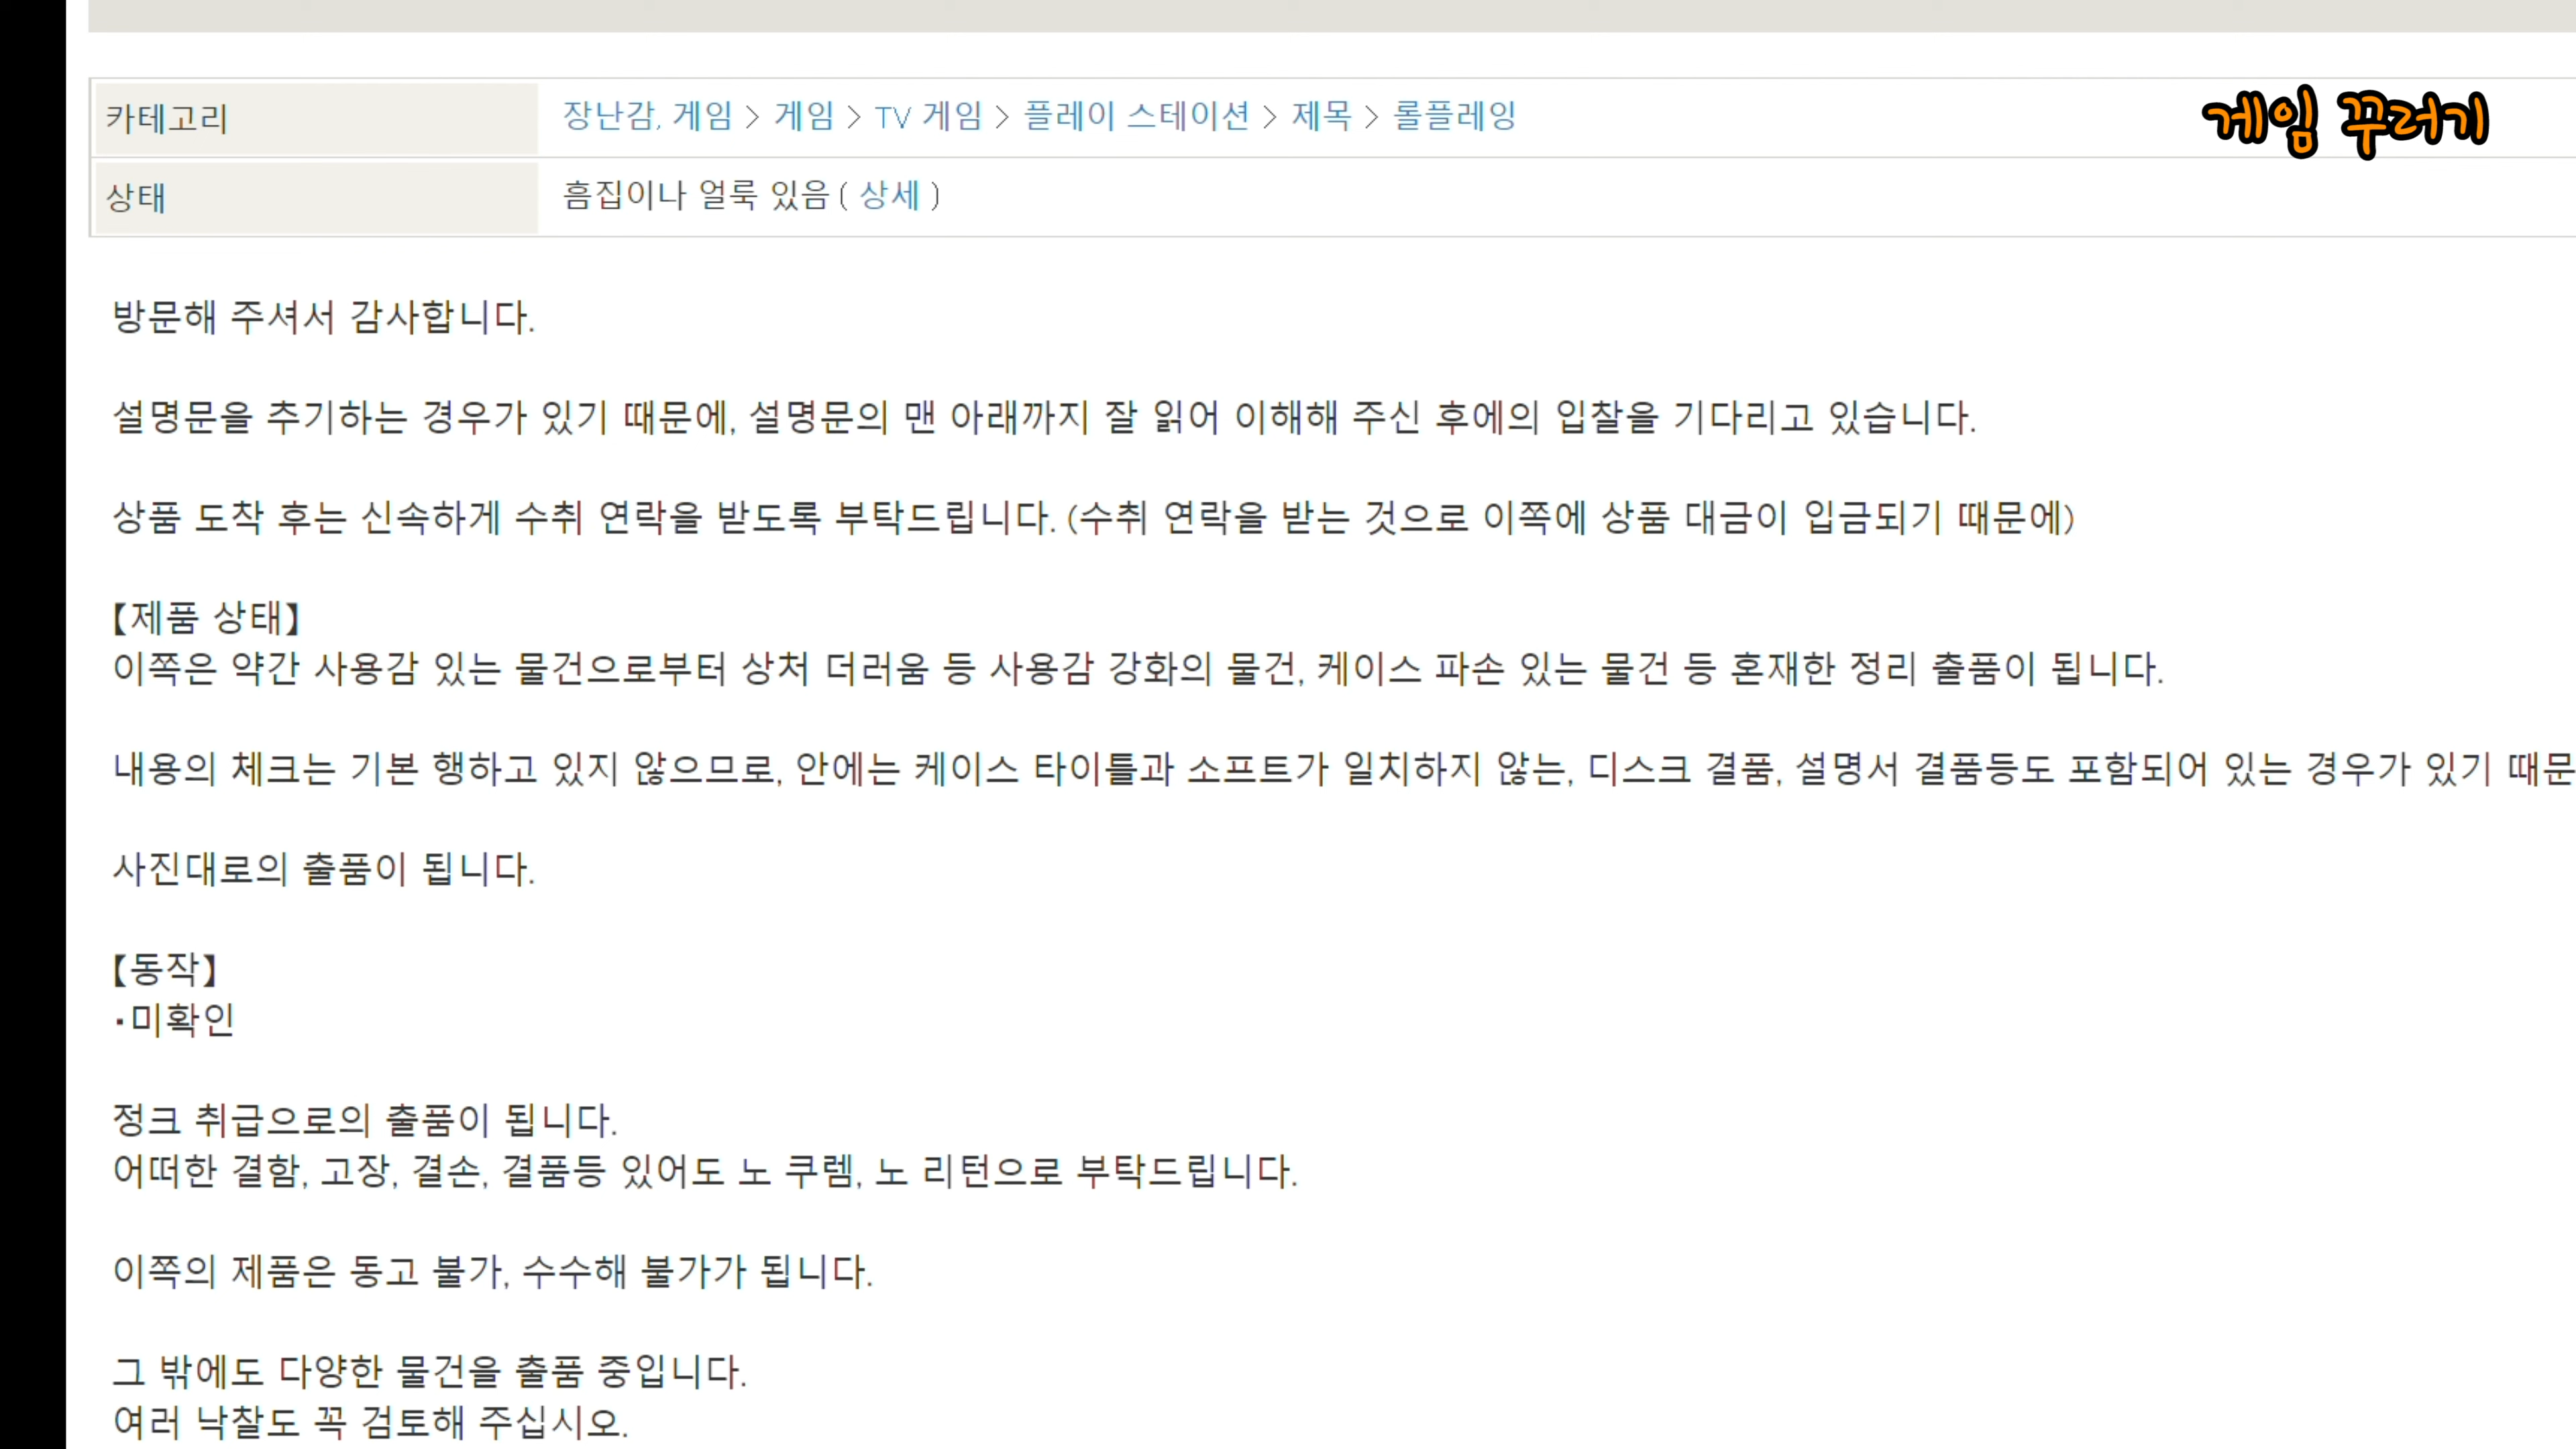 카테고리 장난감, 게임 > 게임 > TV 게임 > 플레이 스테이션 > 제목 > 롤플레잉
게임 꾸러기
상태 흠집이나 얼룩 있음 ( 상세 )
방문해 주셔서 감사합니다.
설명문을 추기하는 경우가 있기 때문에, 설명문의 맨 아래까지 잘 읽어 이해해 주신 후에의 입찰을 기다리고 있습니다.
상품 도착 후는 신속하게 수취 연락을 받도록 부탁드립니다. (수취 연락을 받는 것으로 이쪽에 상품 대금이 입금되기 때문에)
【제품 상태】
이쪽은 약간 사용감 있는 물건으로부터 상처 더러움 등 사용감 강화의 물건, 케이스 파손 있는 물건 등 혼재한 정리 출품이 됩니다.
내용의 체크는 기본 행하고 있지 않으므로, 안에는 케이스 타이틀과 소프트가 일치하지 않는, 디스크 결품, 설명서 결품등도 포함되어 있는 경우가 있기 때문
사진대로의 출품이 됩니다.
【동작】
・미확인
정크 취급으로의 출품이 됩니다.
어떠한 결함, 고장, 결손, 결품등 있어도 노 쿠렘, 노 리턴으로 부탁드립니다.
이쪽의 제품은 동고 불가, 수수해 불가가 됩니다.
그 밖에도 다양한 물건을 출품 중입니다.
여러 낙찰도 꼭 검토해 주십시오.